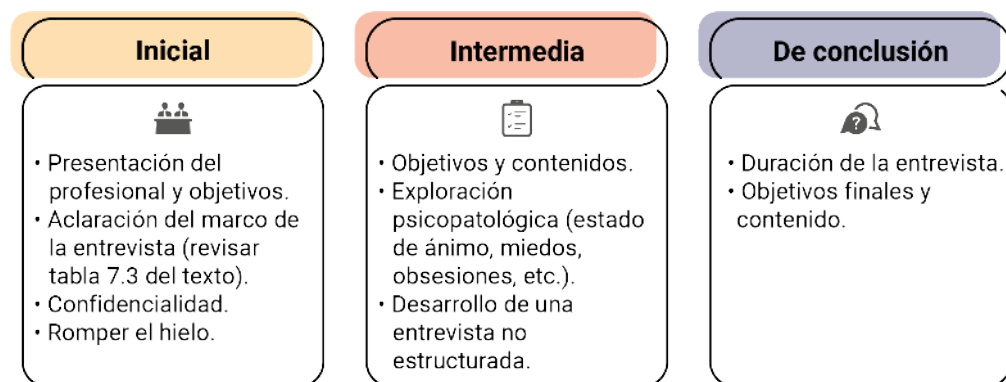 Inicial
• Presentación del
profesional y objetivos.
• Aclaración del marco de
la entrevista (revisar
tabla 7.3 del texto).
• Confidencialidad.
• Romper el hielo.
Intermedia
• Objetivos y contenidos.
• Exploración
psicopatológica (estado
de ánimo, miedos,
obsesiones, etc.).
• Desarrollo de una
entrevista no
estructurada.
De conclusión
?
• Duración de la entrevista.
• Objetivos finales y
contenido.